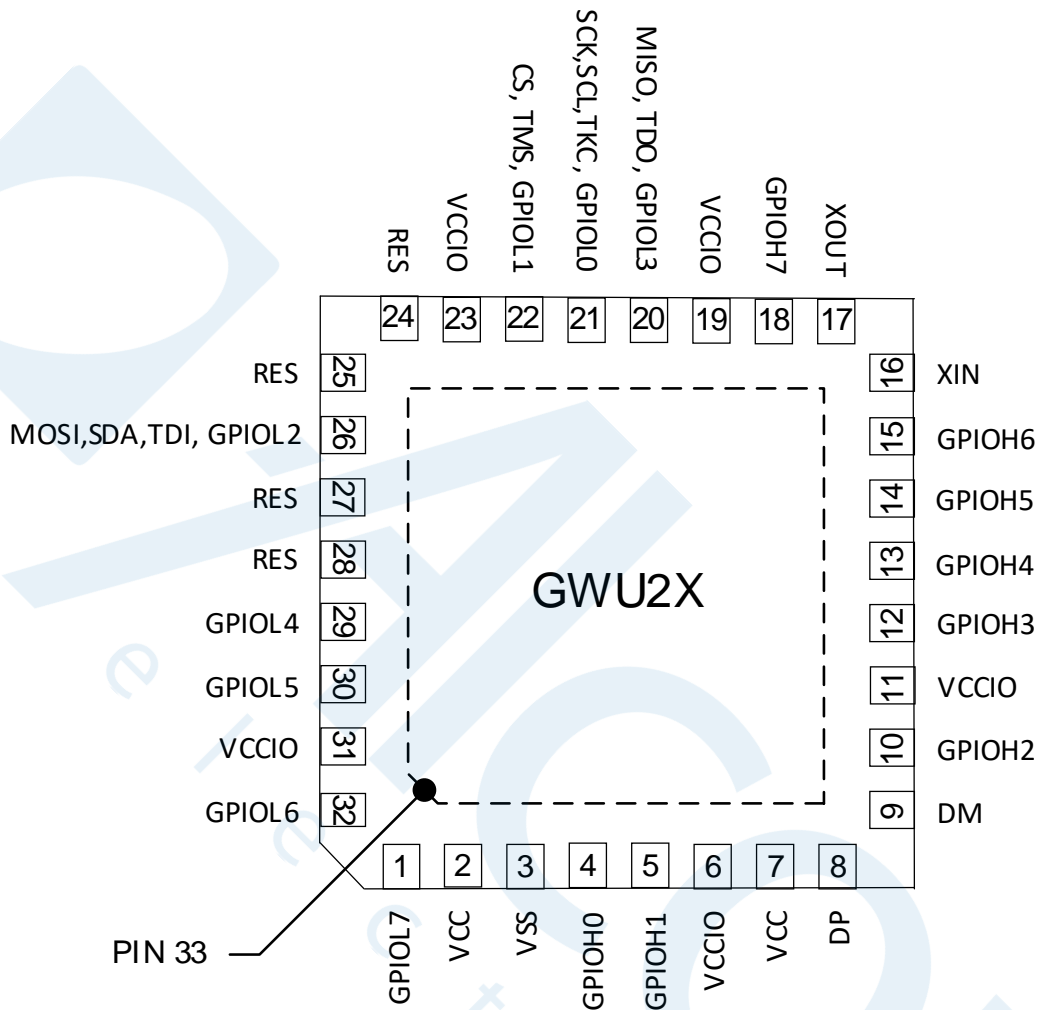 SCK,SCL,TKC, GPIOL0
MISO, TDO, GPIOL3
CS, TMS, GPIOL1
GPIOH7
VCCIO
VCCIO
XOUT
RES
24
23
22
21
20
19
18
17
RES 25
16 XIN
MOSI,SDA,TDI, GPIOL2 26
15 GPIOH6
RES 27
14 GPIOH5
RES 28
13 GPIOH4
GWU2X
GPIOL4 29
12 GPIOH3
GPIOL5 30
11 VCCIO
VCCIO 31
10 GPIOH2
GPIOL6 32
9 DM
1
2
3
4
5
6
7
8
GPIOL7
VCC
VSS
GPIOH0
GPIOH1
VCCIO
VCC
DP
PIN 33